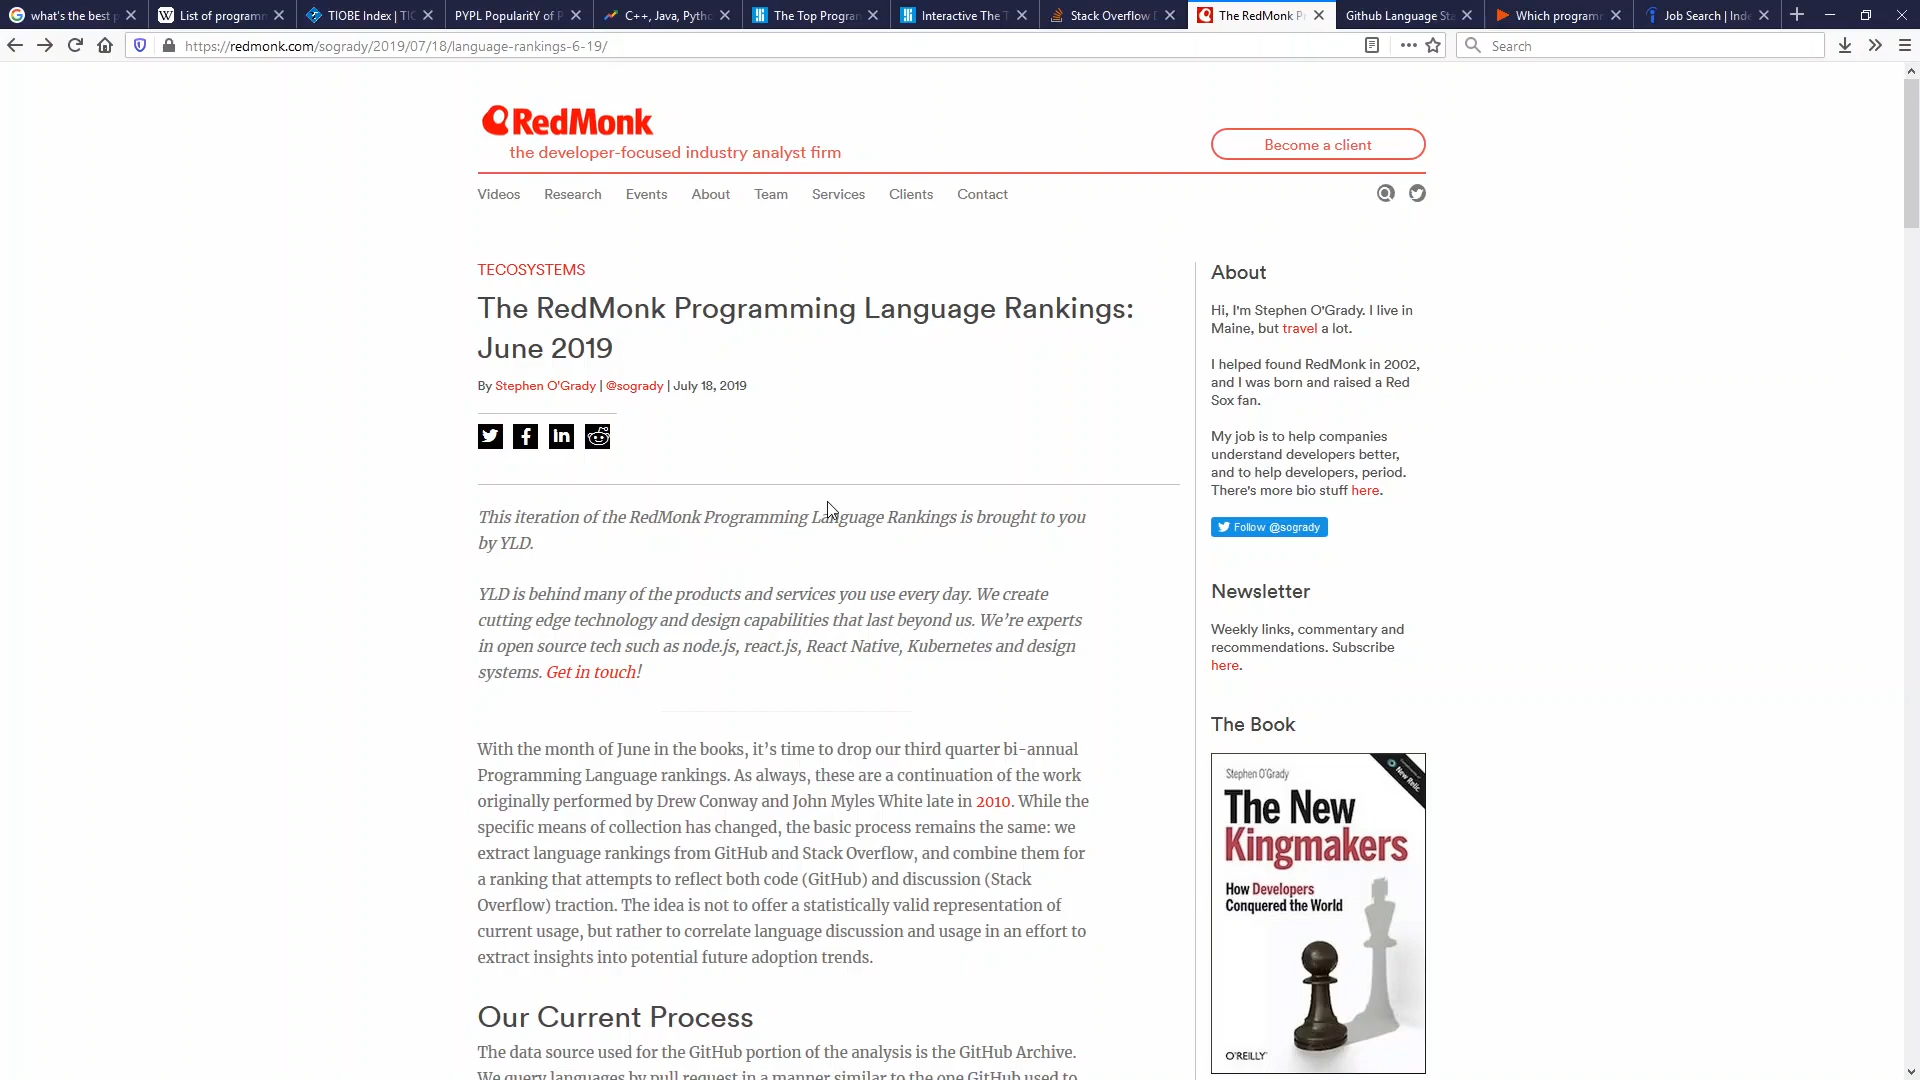 what's the best p
List of programm
TIOBE Index | TIO
PYPL PopularitY of P
C++, Java, Pytho
The Top Program
Interactive The T
Stack Overflow D
The RedMonk P
Github Language Sta
Which programm
Job Search | Inde
https://redmonk.com/sogrady/2019/07/18/language-rankings-6-19/
Search
RedMonk
the developer-focused industry analyst firm
Become a client
Videos Research Events About Team Services Clients Contact
TECOSYSTEMS
The RedMonk Programming Language Rankings:
June 2019
By Stephen O'Grady | @sogrady | July 18, 2019
This iteration of the RedMonk Programming Language Rankings is brought to you
by YLD.
YLD is behind many of the products and services you use every day. We create
cutting edge technology and design capabilities that last beyond us. We’re experts
in open source tech such as node.js, react.js, React Native, Kubernetes and design
systems. Get in touch!
With the month of June in the books, it’s time to drop our third quarter bi-annual
Programming Language rankings. As always, these are a continuation of the work
originally performed by Drew Conway and John Myles White late in 2010. While the
specific means of collection has changed, the basic process remains the same: we
extract language rankings from GitHub and Stack Overflow, and combine them for
a ranking that attempts to reflect both code (GitHub) and discussion (Stack
Overflow) traction. The idea is not to offer a statistically valid representation of
current usage, but rather to correlate language discussion and usage in an effort to
extract insights into potential future adoption trends.
Our Current Process
The data source used for the GitHub portion of the analysis is the GitHub Archive.
We query languages by pull request in a manner similar to the one GitHub used to
About
Hi, I'm Stephen O'Grady. I live in
Maine, but travel a lot.
I helped found RedMonk in 2002,
and I was born and raised a Red
Sox fan.
My job is to help companies
understand developers better,
and to help developers, period.
There's more bio stuff here.
Follow @sogrady
Newsletter
Weekly links, commentary and
recommendations. Subscribe
here.
The Book
Stephen O'Grady
New Relic
The New
Kingmakers
How Developers
Conquered the World
O'REILLY